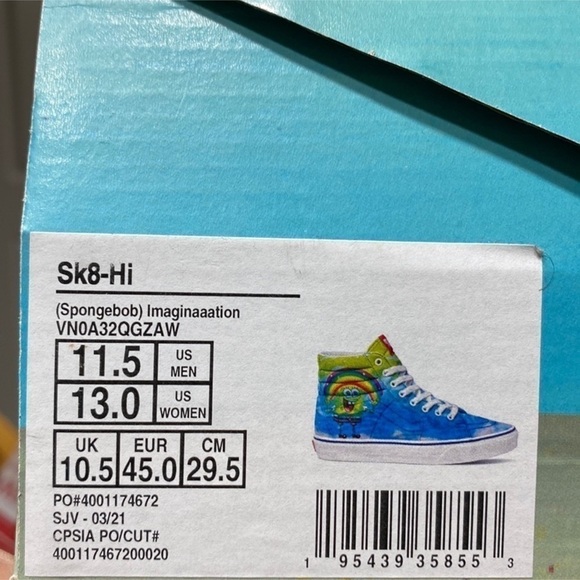 Sk8-Hi
(Spongebob) Imaginaaation
VN0A32QGZAW
11.5 US MEN
13.0 US WOMEN
UK EUR CM
10.5 45.0 29.5
PO#4001174672
SJV - 03/21
CPSIA PO/CUT#
400117467200020
1 95439 35855 3